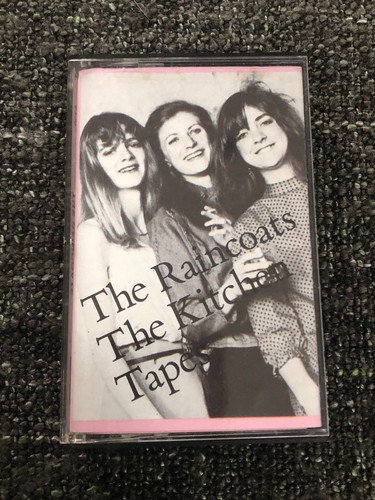 The Raincoats
The Kitchen
Tapes